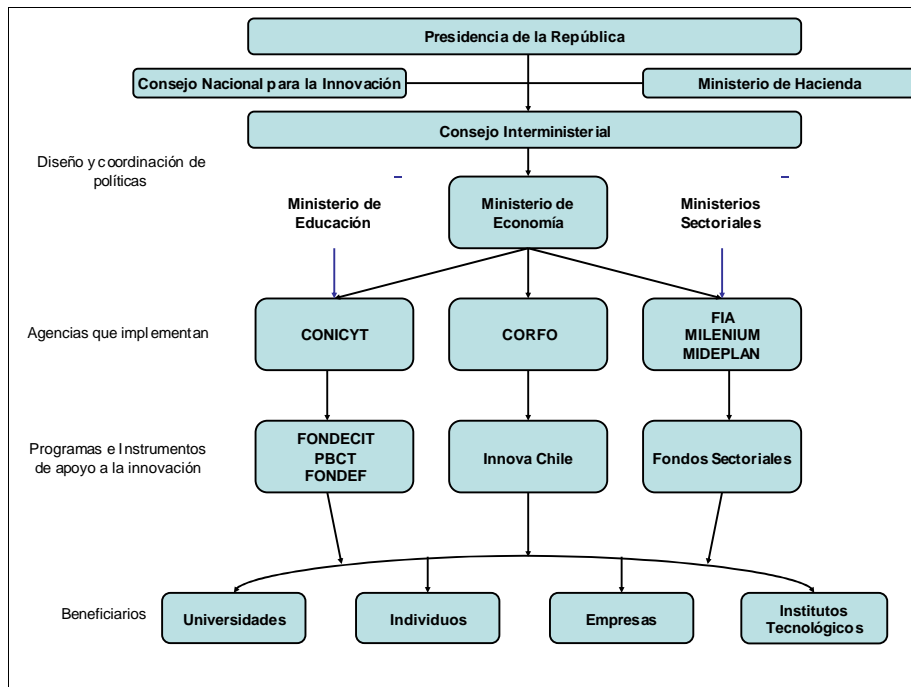 Presidencia de la República
Consejo Nacional para la Innovación
Ministerio de Hacienda
Consejo Interministerial
Diseño y coordinación de
políticas
Ministerio de
Educación
Ministerio de
Economía
Ministerios
Sectoriales
Agencias que implementan
CONICYT
CORFO
FIA
MILENIUM
MIDEPLAN
Programas e Instrumentos
de apoyo a la innovación
FONDECIT
PBCT
FONDEF
Innova Chile
Fondos Sectoriales
Beneficiarios
Universidades
Individuos
Empresas
Institutos
Tecnológicos